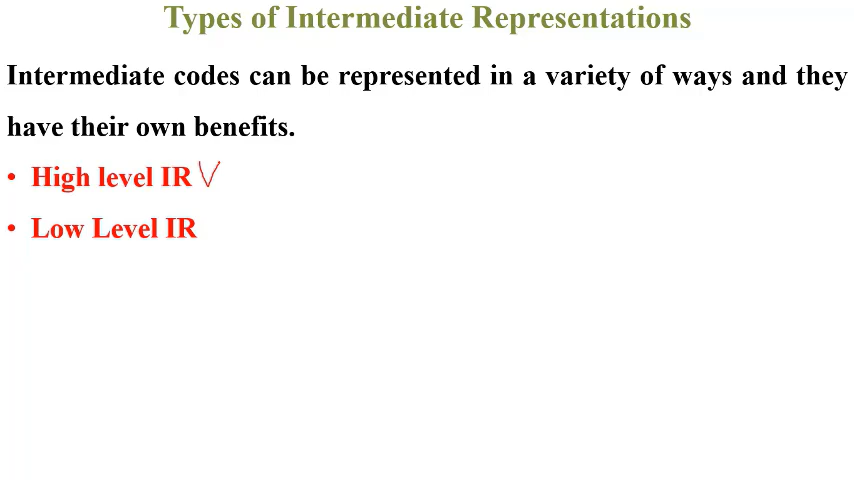 Types of Intermediate Representations
Intermediate codes can be represented in a variety of ways and they
have their own benefits.
• High level IR
• Low Level IR